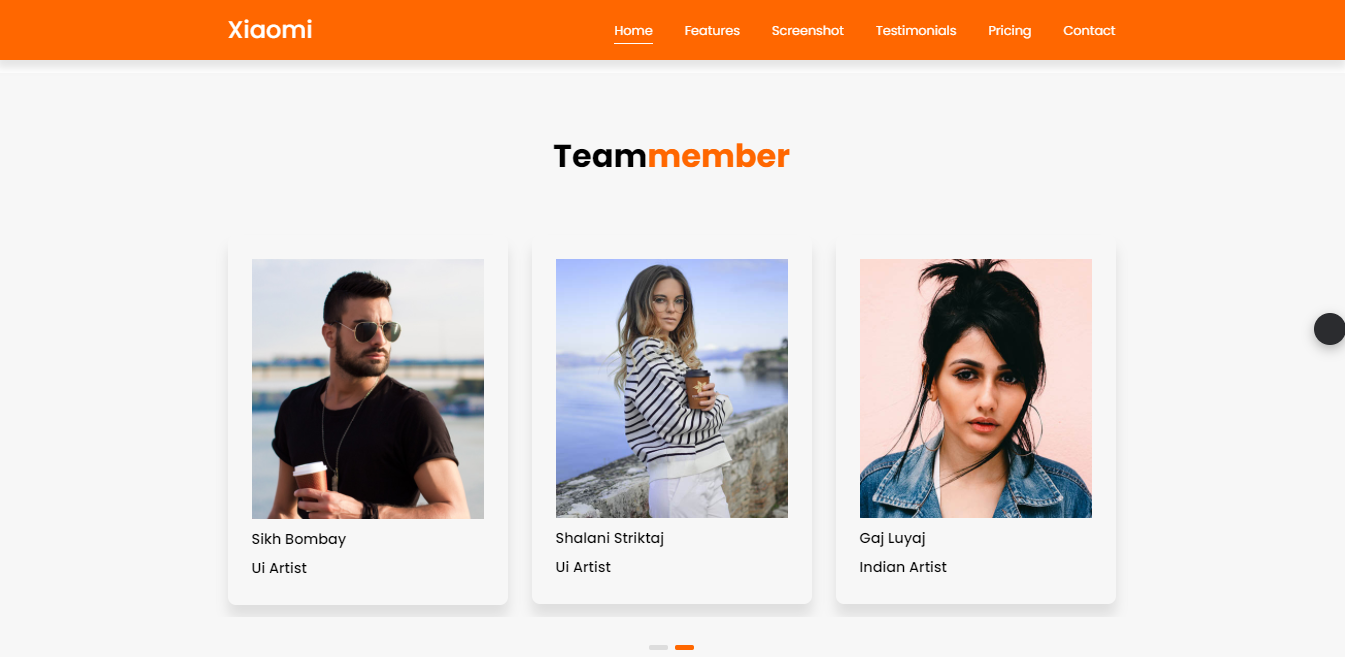 Xiaomi
Home Features Screenshot Testimonials Pricing Contact
Teammember
Sikh Bombay
Ui Artist
Shalani Striktaj
Ui Artist
Gaj Luyaj
Indian Artist